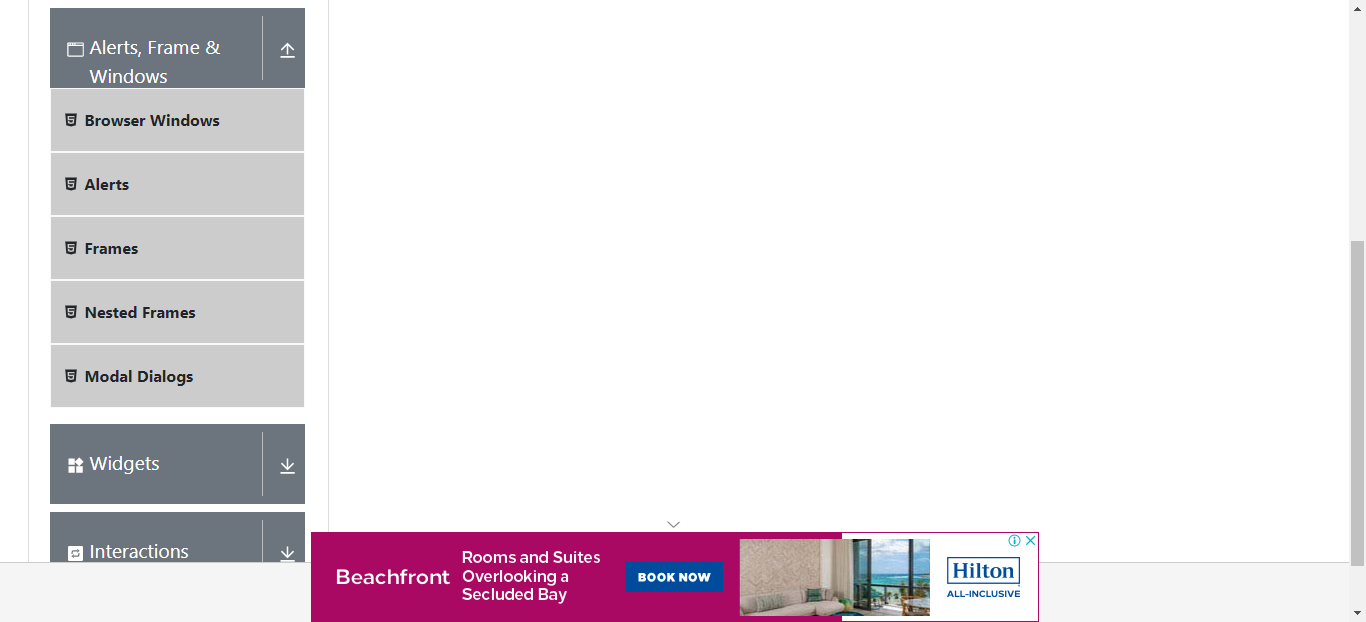 Alerts, Frame &
Windows
Browser Windows
Alerts
Frames
Nested Frames
Modal Dialogs
Widgets
Interactions
Beachfront
Rooms and Suites
Overlooking a
Secluded Bay
BOOK NOW
Hilton
ALL-INCLUSIVE